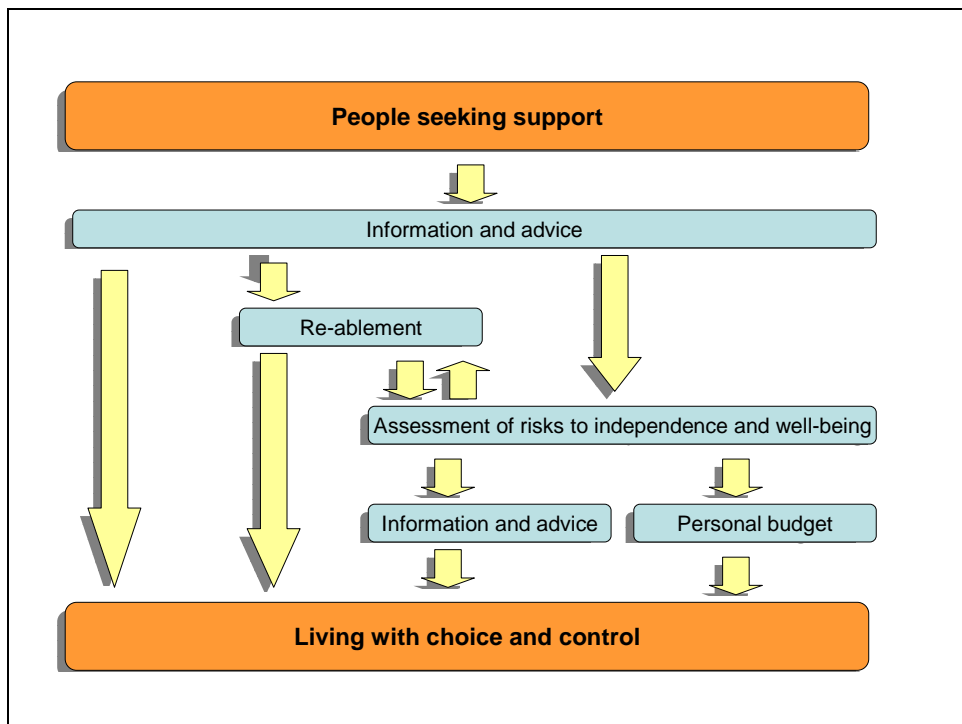 People seeking support
Information and advice
Re-ablement
Assessment of risks to independence and well-being
Information and advice
Personal budget
Living with choice and control